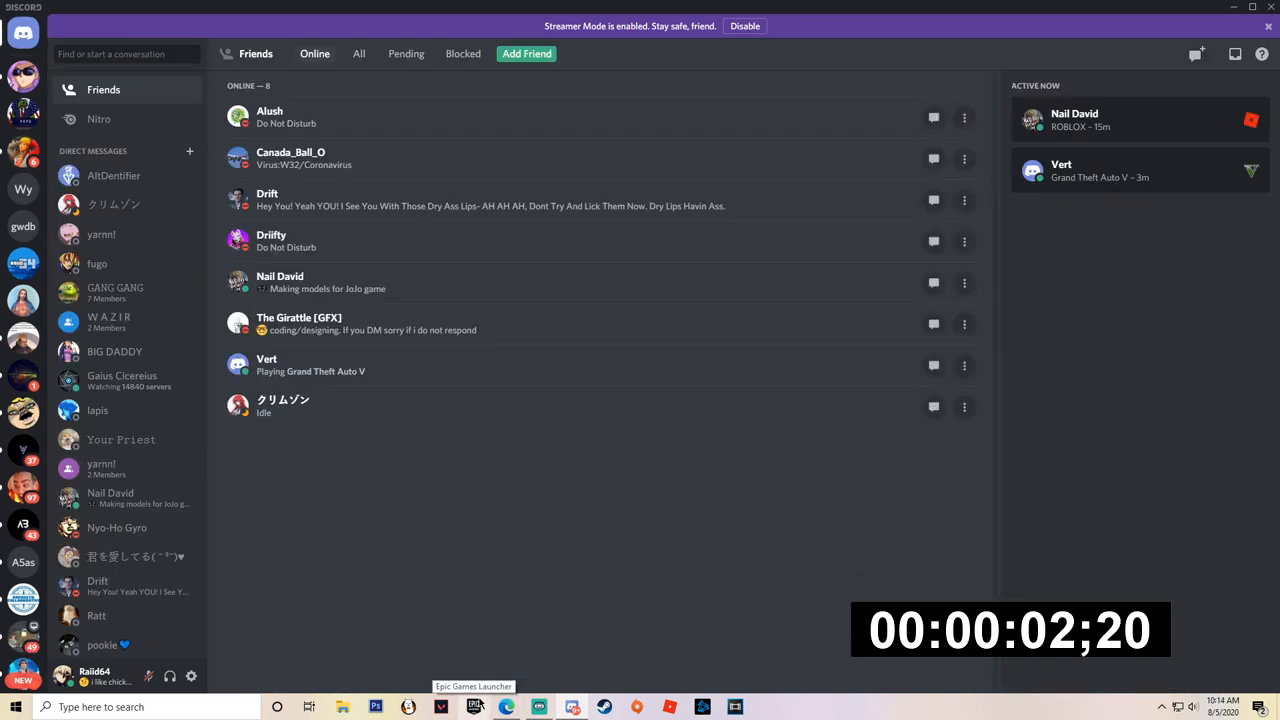 DISCORD
Streamer Mode is enabled. Stay safe, friend.
Disable
Find or start a conversation
Friends
Online
All
Pending
Blocked
Add Friend
Friends
Nitro
DIRECT MESSAGES
AltDentifier
クリムゾン
yarnn!
fugo
GANG GANG
7 Members
W A Z I R
2 Members
BIG DADDY
Gaius Cicereius
Watching 14840 servers
lapis
Your Priest
yarnn!
2 Members
Nail David
Making models for JoJo g...
Nyo-Ho Gyro
君を愛してる( ˘ ³˘)♥
Drift
Hey You! Yeah YOU! I See Y...
Ratt
pookie💙
Raiid64
i like chick...
6
Wy
gwdb
1
37
97
43
A5as
49
NEW
ONLINE — 8
Alush
Do Not Disturb
Canada_Ball_O
Virus:W32/Coronavirus
Drift
Hey You! Yeah YOU! I See You With Those Dry Ass Lips- AH AH AH, Dont Try And Lick Them Now. Dry Lips Havin Ass.
Driifty
Do Not Disturb
Nail David
Making models for JoJo game
The Girattle [GFX]
🤓 coding/designing. If you DM sorry if i do not respond
Vert
Playing Grand Theft Auto V
クリムゾン
Idle
ACTIVE NOW
Nail David
ROBLOX – 15m
Vert
Grand Theft Auto V – 3m
00:00:02;20
Epic Games Launcher
Type here to search
10:14 AM
8/5/2020
2